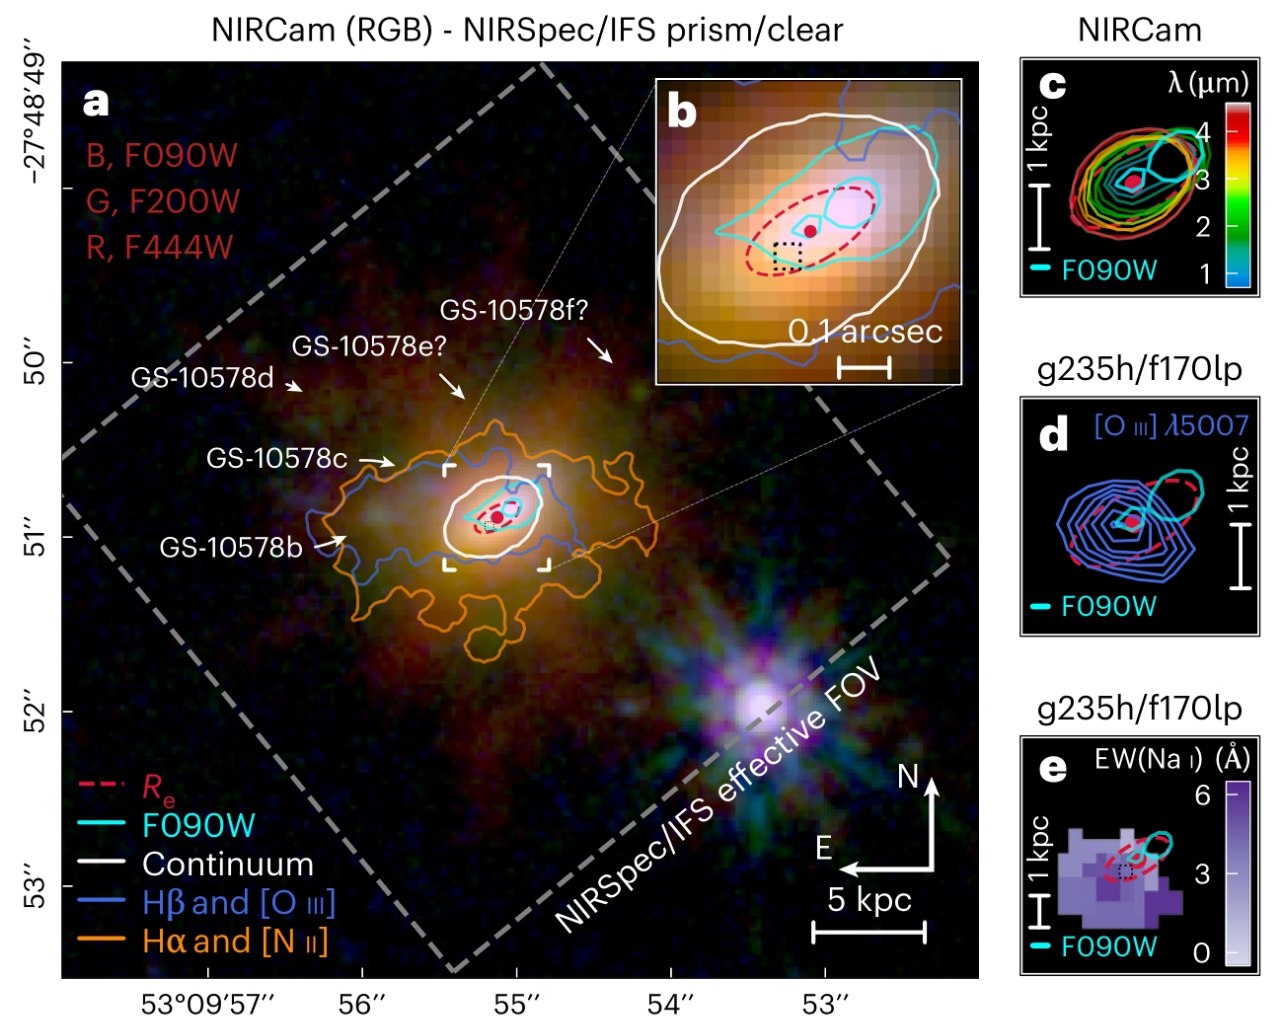 NIRCam (RGB) - NIRSpec/IFS prism/clear
a
B, F090W
G, F200W
R, F444W
GS-10578f?
GS-10578e?
GS-10578d
GS-10578c
GS-10578b
b
0.1 arcsec
NIRSpec/IFS effective FOV
Re
F090W
Continuum
Hβ and [O III]
Hα and [N II]
N
E
5 kpc
−27°48′49′′
50′′
51′′
52′′
53′′
53°09′57′′
56′′
55′′
54′′
53′′
NIRCam
c
λ (μm)
1 kpc
4
3
2
1
F090W
g235h/f170lp
d
[O III] λ5007
1 kpc
F090W
g235h/f170lp
e
EW(Na I) (Å)
1 kpc
6
3
0
F090W